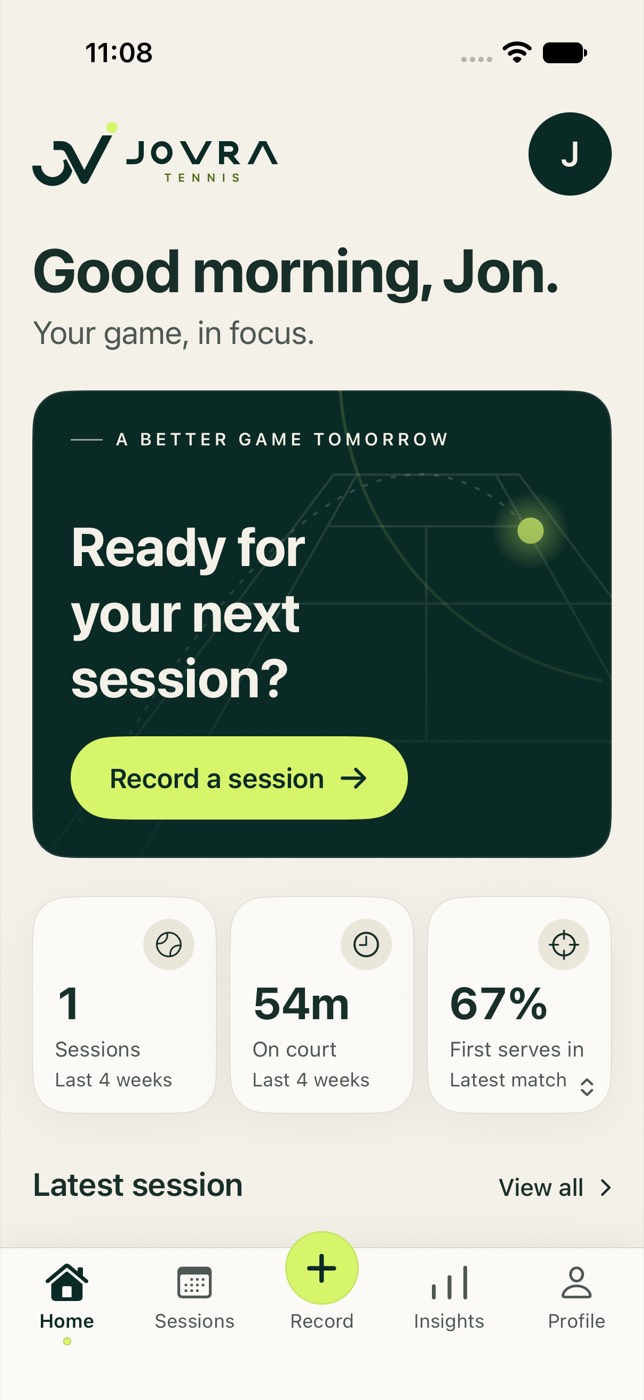 11:08
JOVRA
TENNIS
J
Good morning, Jon.
Your game, in focus.
A BETTER GAME TOMORROW
Ready for
your next
session?
Record a session
1
Sessions
Last 4 weeks
54m
On court
Last 4 weeks
67%
First serves in
Latest match
Latest session
View all
Home
Sessions
Record
Insights
Profile